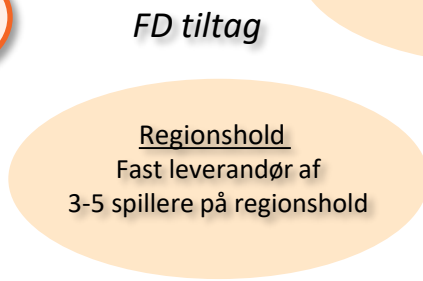 FD tiltag
Regionshold
Fast leverandør af
3-5 spillere på regionshold